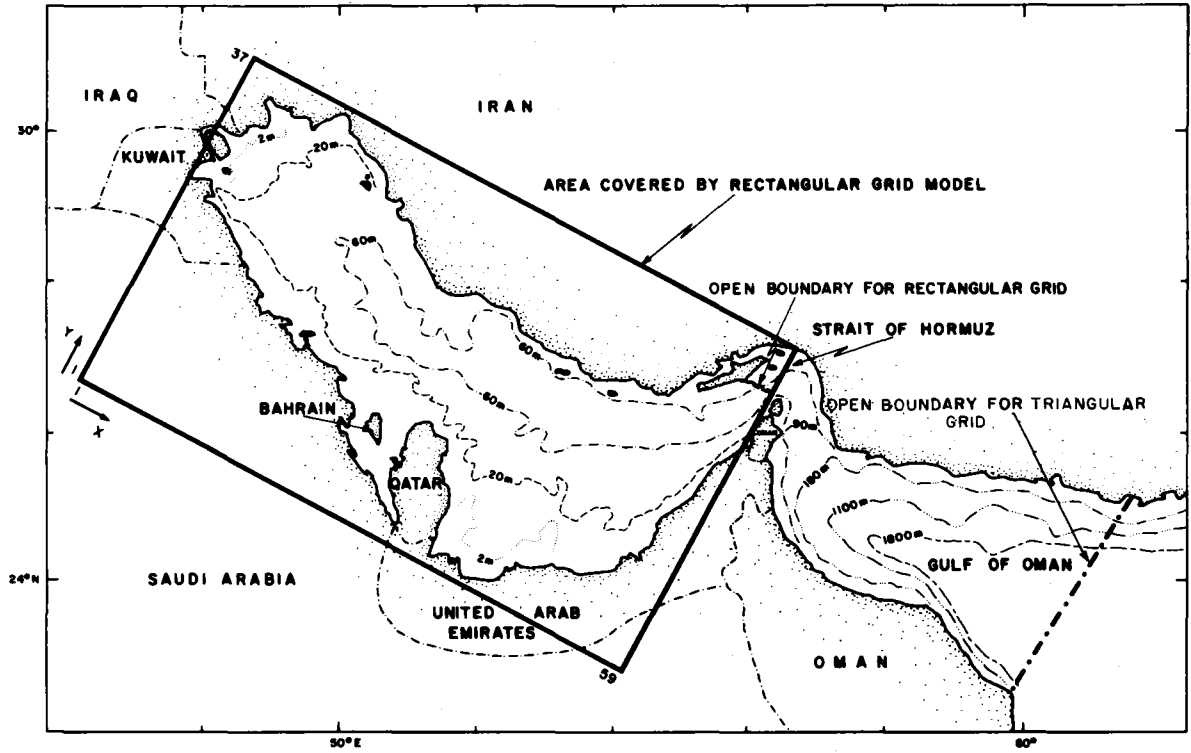 37
IRAQ
IRAN
30°
2m
20m
KUWAIT
AREA COVERED BY RECTANGULAR GRID MODEL
60m
OPEN BOUNDARY FOR RECTANGULAR GRID
STRAIT OF HORMUZ
Y
60m
X
60m
BAHRAIN
OPEN BOUNDARY FOR TRIANGULAR
GRID
90m
QATAR
20m
180m
1100m
1800m
GULF OF OMAN
2m
24°N
SAUDI ARABIA
UNITED ARAB
EMIRATES
OMAN
59
50°E
60°